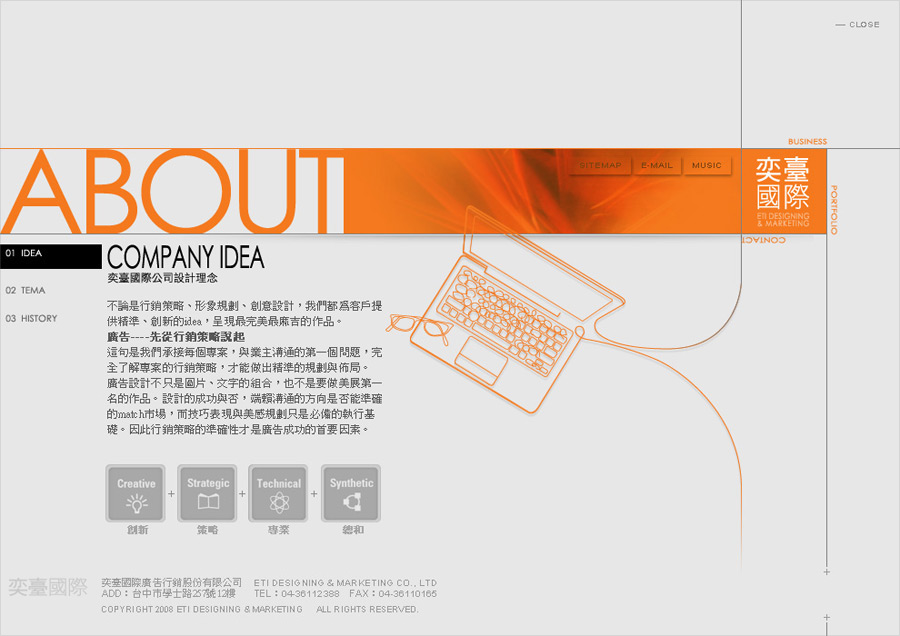 — CLOSE
BUSINESS
ABOUT
SITEMAP
E-MAIL
MUSIC
奕臺
國際
ETI DESIGNING
& MARKETING
PORTFOLIO
CONTACT
01 IDEA
02 TEMA
03 HISTORY
COMPANY IDEA
奕臺國際公司設計理念
不論是行銷策略、形象規劃、創意設計，我們都為客戶提
供精準、創新的idea，呈現最完美最麻吉的作品。
廣告----先從行銷策略說起
這句是我們承接每個專案，與業主溝通的第一個問題，完
全了解專案的行銷策略，才能做出精準的規劃與佈局。
廣告設計不只是圖片、文字的組合，也不是要做美展第一
名的作品。設計的成功與否，端賴溝通的方向是否能準確
的match市場，而技巧表現與美感規劃只是必備的執行基
礎。因此行銷策略的準確性才是廣告成功的首要因素。
Creative + Strategic + Technical + Synthetic
創新 策略 專業 總和
奕臺國際
奕臺國際廣告行銷股份有限公司 ETI DESIGNING & MARKETING CO., LTD
ADD：台中市學士路257號12樓 TEL：04-36112388 FAX：04-36110165
COPYRIGHT 2008 ETI DESIGNING & MARKETING ALL RIGHTS RESERVED.